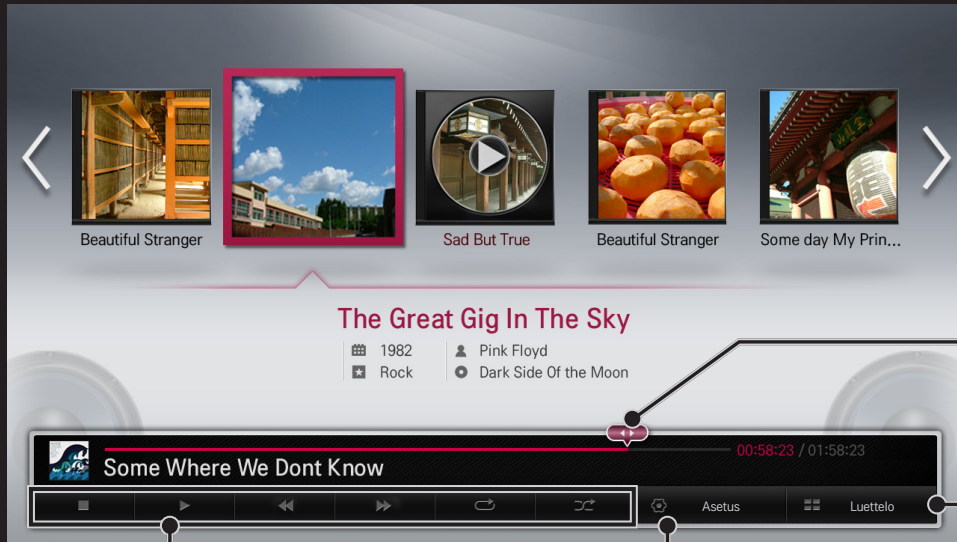 Beautiful Stranger
Sad But True
Beautiful Stranger
Some day My Prin...
The Great Gig In The Sky
1982
Pink Floyd
Rock
Dark Side Of the Moon
00:58:23 / 01:58:23
Some Where We Dont Know
Asetus
Luettelo